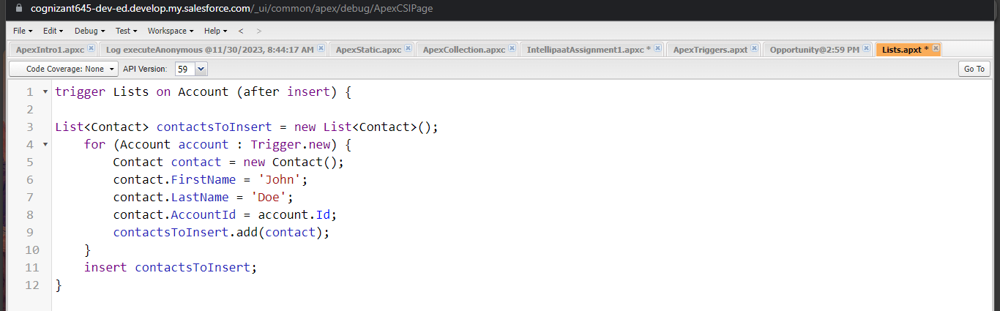 cognizant645-dev-ed.develop.my.salesforce.com/_ui/common/apex/debug/ApexCSIPage
File Edit Debug Test Workspace Help < >
ApexIntro1.apxc Log executeAnonymous @11/30/2023, 8:44:17 AM ApexStatic.apxc ApexCollection.apxc IntellipaatAssignment1.apxc * ApexTriggers.apxt Opportunity@2:59 PM Lists.apxt *
Code Coverage: None API Version: 59 Go To
1 trigger Lists on Account (after insert) {
2
3 List<Contact> contactsToInsert = new List<Contact>();
4 for (Account account : Trigger.new) {
5 Contact contact = new Contact();
6 contact.FirstName = 'John';
7 contact.LastName = 'Doe';
8 contact.AccountId = account.Id;
9 contactsToInsert.add(contact);
10 }
11 insert contactsToInsert;
12 }